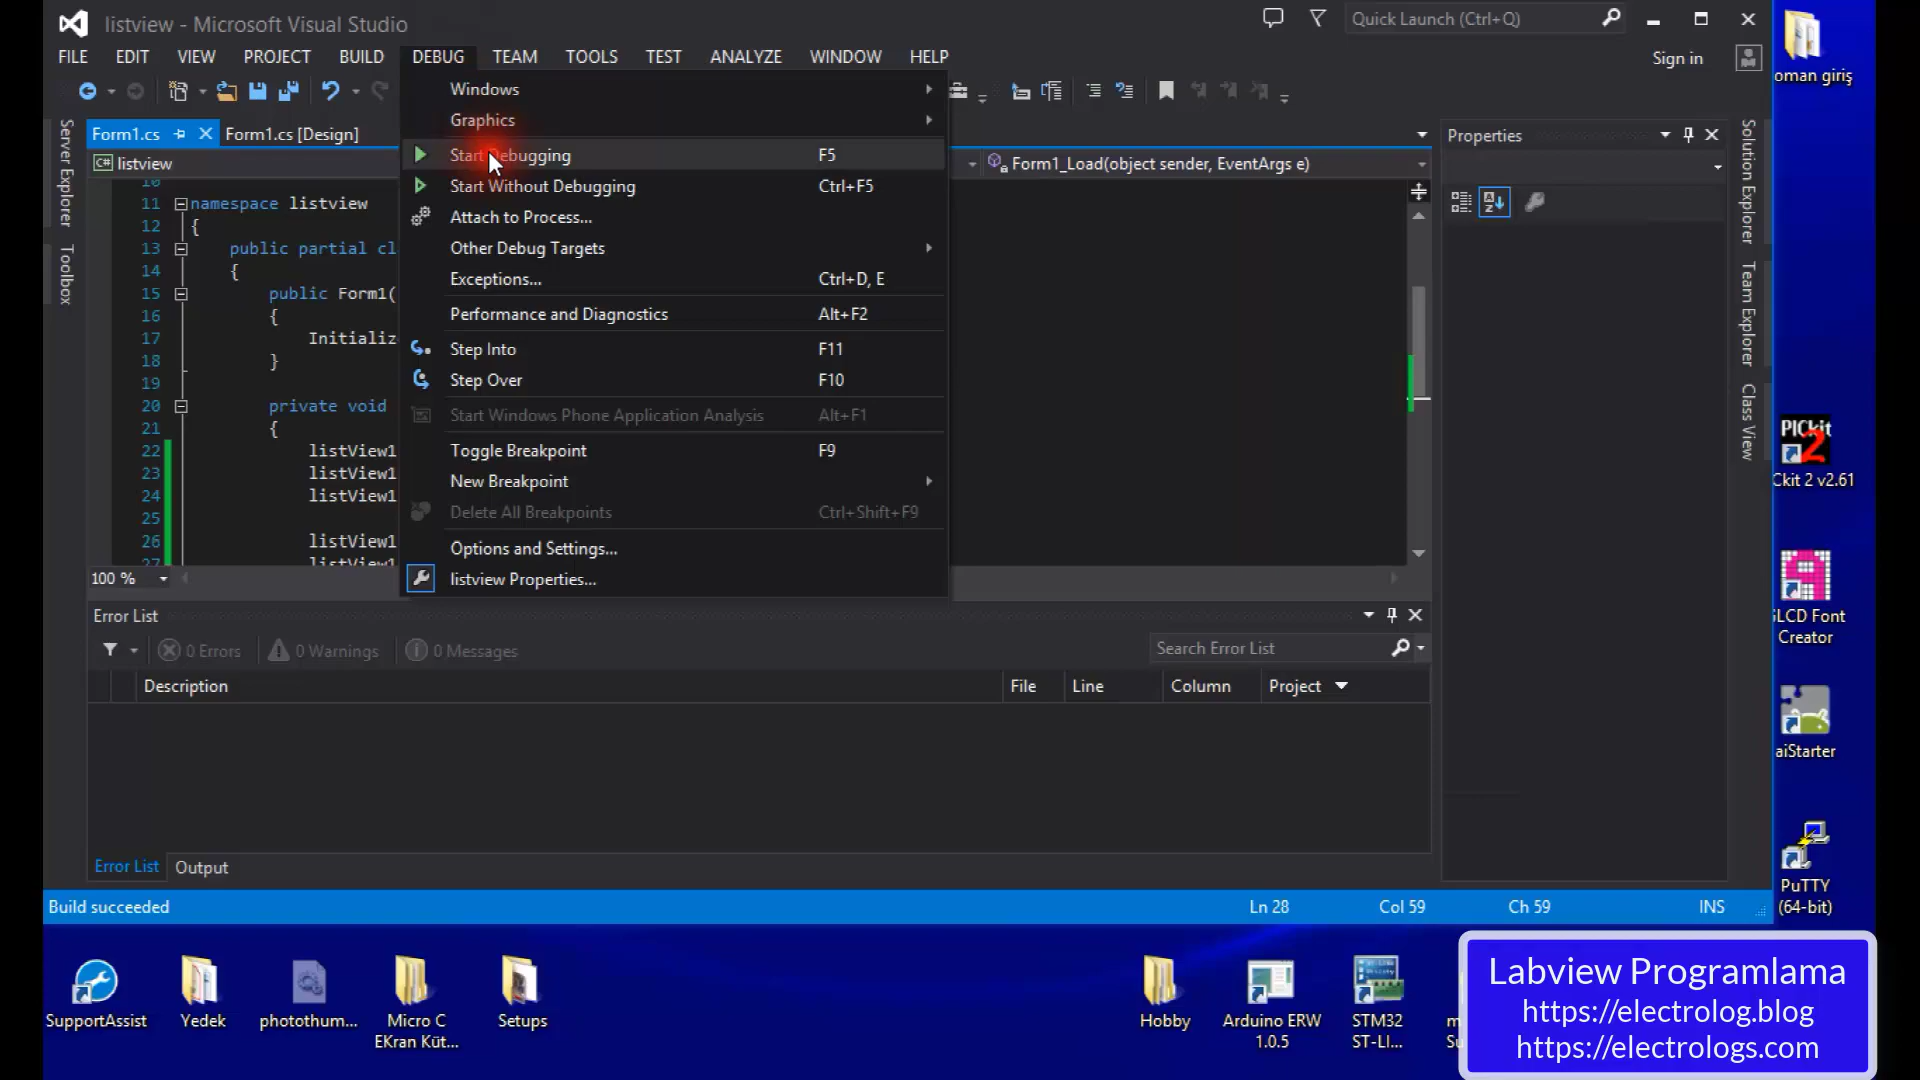 listview - Microsoft Visual Studio
Quick Launch (Ctrl+Q)
FILE EDIT VIEW PROJECT BUILD DEBUG TEAM TOOLS TEST ANALYZE WINDOW HELP
Sign in
Windows
Graphics
Start Debugging F5
Start Without Debugging Ctrl+F5
Attach to Process...
Other Debug Targets
Exceptions... Ctrl+D, E
Performance and Diagnostics Alt+F2
Step Into F11
Step Over F10
Start Windows Phone Application Analysis Alt+F1
Toggle Breakpoint F9
New Breakpoint
Delete All Breakpoints Ctrl+Shift+F9
Options and Settings...
listview Properties...
Server Explorer
Toolbox
Form1.cs
Form1.cs [Design]
C# listview
Form1_Load(object sender, EventArgs e)
10
11 namespace listview
12 {
13 public partial cl
14 {
15 public Form1(
16 {
17 Initializ
18 }
19
20 private void
21 {
22 listView1
23 listView1
24 listView1
25
26 listView1
27 listView1
100 %
Properties
Solution Explorer
Team Explorer
Class View
Error List
0 Errors
0 Warnings
0 Messages
Search Error List
Description File Line Column Project
Error List
Output
Build succeeded
Ln 28
Col 59
Ch 59
INS
oman giriş
PICkit
2
Ckit 2 v2.61
LCD Font
Creator
aiStarter
PuTTY
(64-bit)
SupportAssist
Yedek
photothum...
Micro C
EKran Küt...
Setups
Hobby
Arduino ERW
1.0.5
STM32
ST-LI...
Labview Programlama
https://electrolog.blog
https://electrologs.com